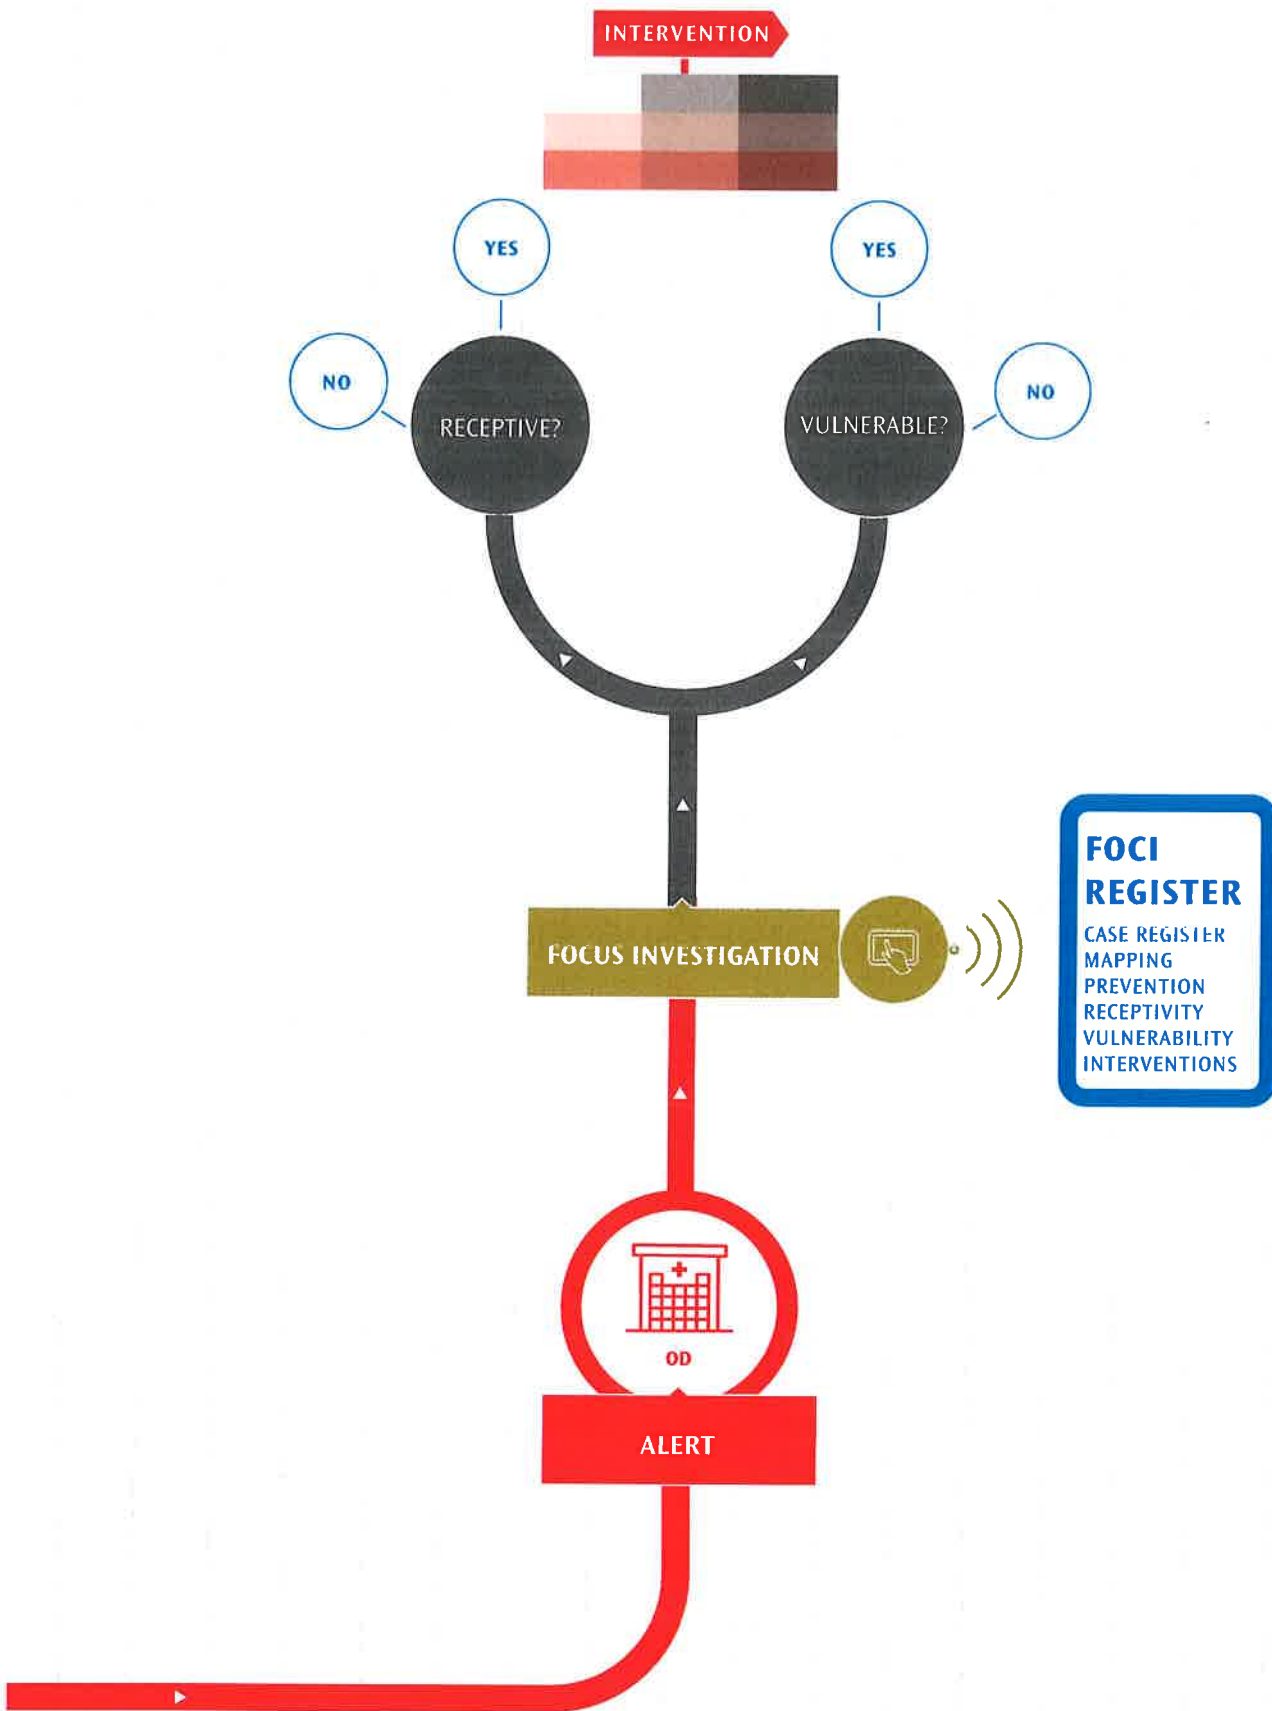 INTERVENTION
YES
YES
NO
NO
RECEPTIVE?
VULNERABLE?
FOCUS INVESTIGATION
FOCI
REGISTER
CASE REGISTER
MAPPING
PREVENTION
RECEPTIVITY
VULNERABILITY
INTERVENTIONS
OD
ALERT